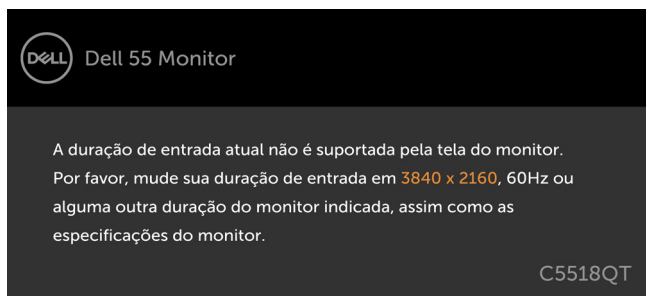 DELL Dell 55 Monitor
A duração de entrada atual não é suportada pela tela do monitor.
Por favor, mude sua duração de entrada em 3840 x 2160, 60Hz ou
alguma outra duração do monitor indicada, assim como as
especificações do monitor.
C5518QT